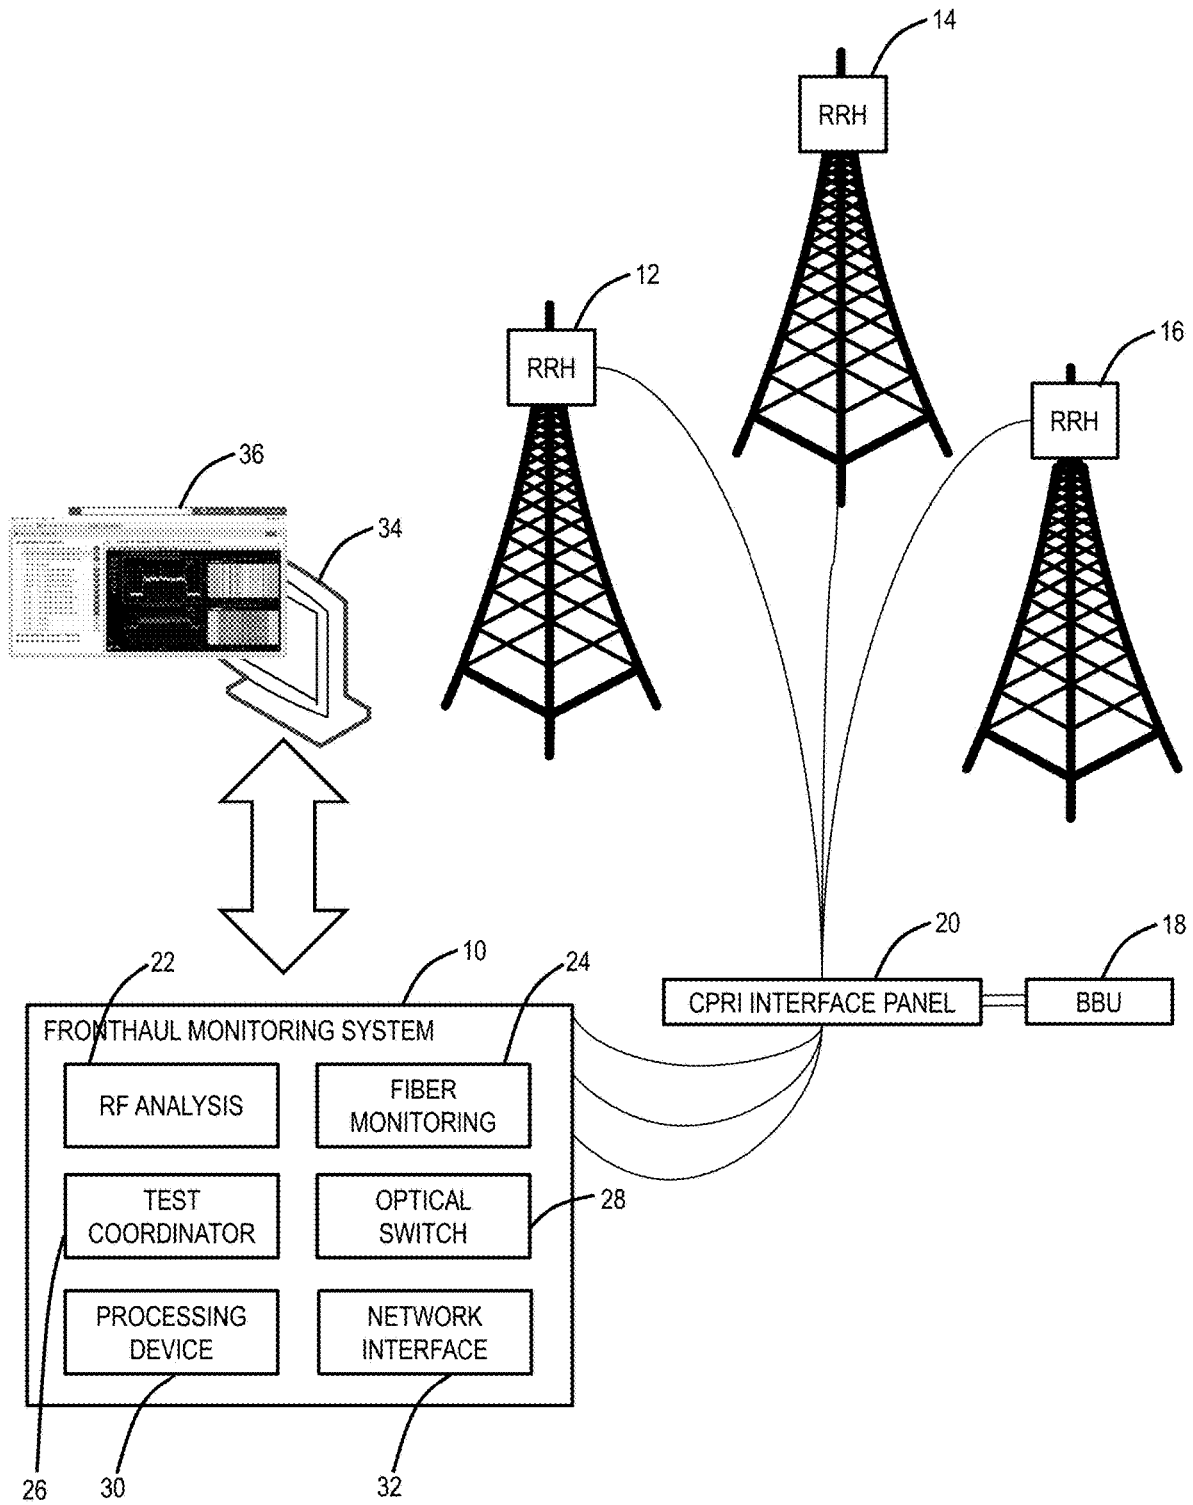 14
RRH
12
RRH
16
RRH
36
34
20
18
CPRI INTERFACE PANEL
BBU
22
10
24
FRONTHAUL MONITORING SYSTEM
RF ANALYSIS
FIBER
MONITORING
TEST
COORDINATOR
OPTICAL
SWITCH
28
PROCESSING
DEVICE
NETWORK
INTERFACE
26
30
32